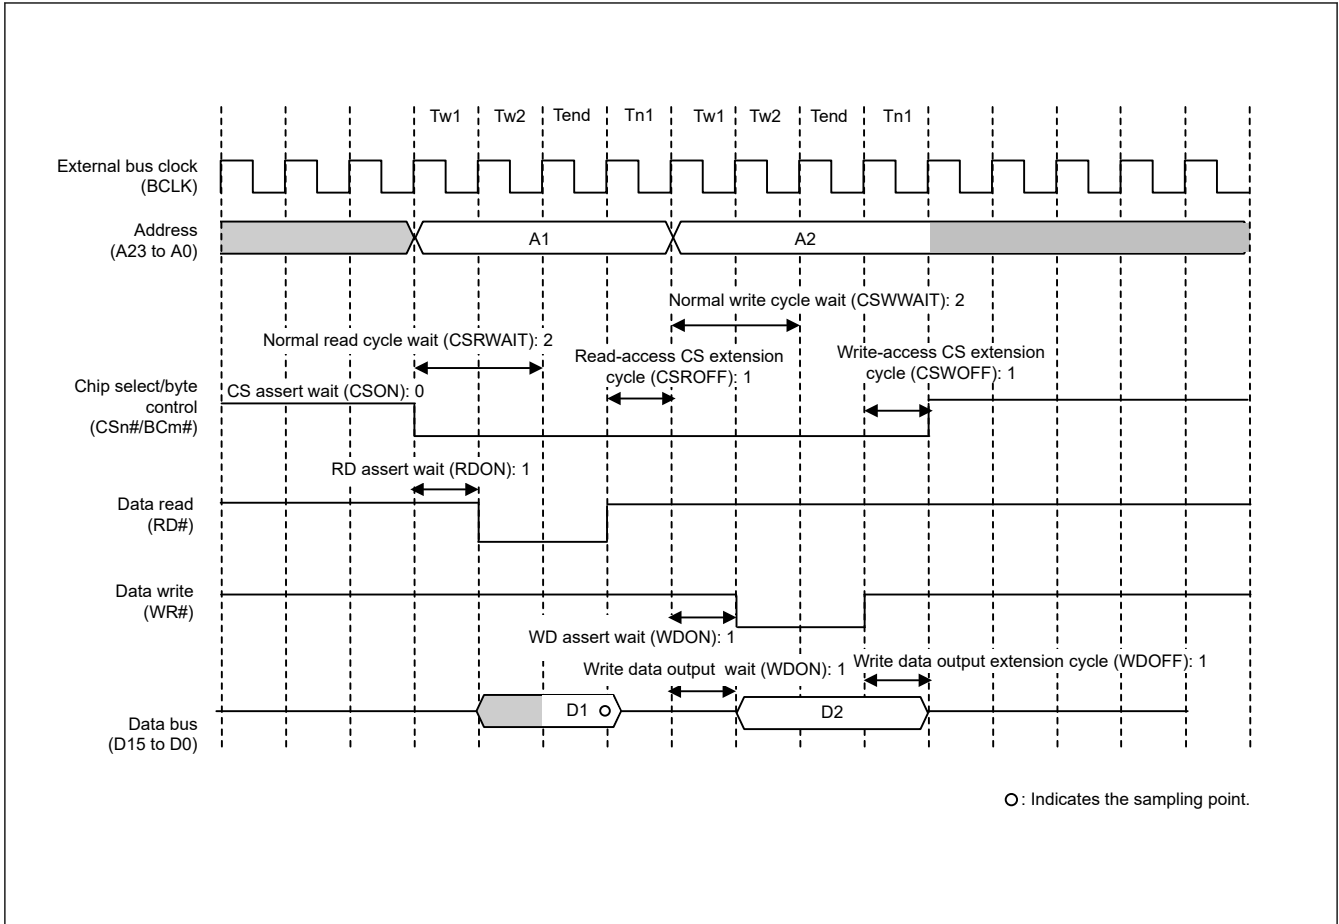 Tw1 Tw2 Tend Tn1 Tw1 Tw2 Tend Tn1
External bus clock
(BCLK)
Address
(A23 to A0)
A1
A2
Normal write cycle wait (CSWWAIT): 2
Normal read cycle wait (CSRWAIT): 2
Read-access CS extension
cycle (CSROFF): 1
Write-access CS extension
cycle (CSWOFF): 1
Chip select/byte
control
(CSn#/BCm#)
CS assert wait (CSON): 0
RD assert wait (RDON): 1
Data read
(RD#)
Data write
(WR#)
WD assert wait (WDON): 1
Write data output wait (WDON): 1
Write data output extension cycle (WDOFF): 1
Data bus
(D15 to D0)
D1
D2
: Indicates the sampling point.